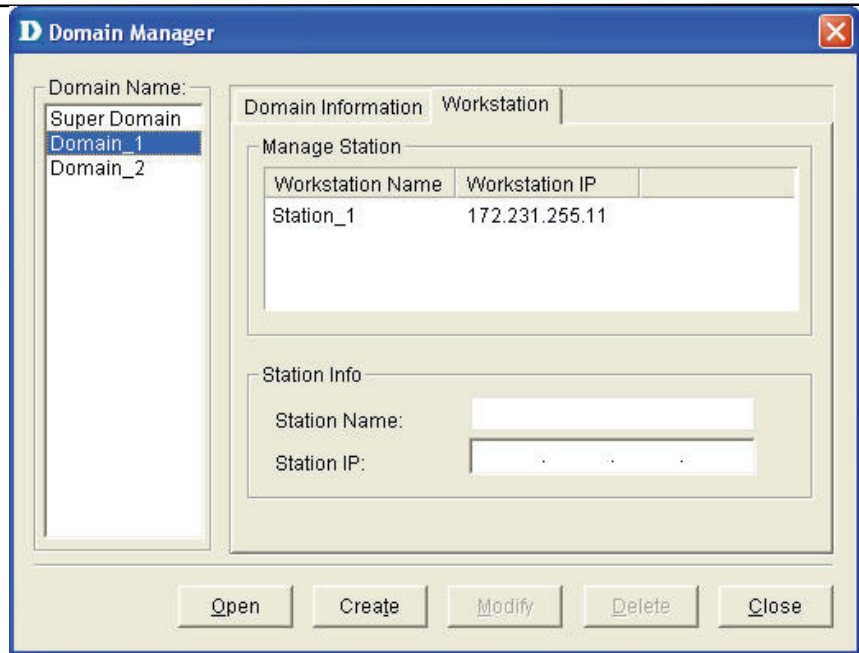 D Domain Manager
Domain Name:
Super Domain
Domain_1
Domain_2
Domain Information Workstation
Manage Station
Workstation Name Workstation IP
Station_1 172.231.255.11
Station Info
Station Name:
Station IP: . . .
Open Create Modify Delete Close